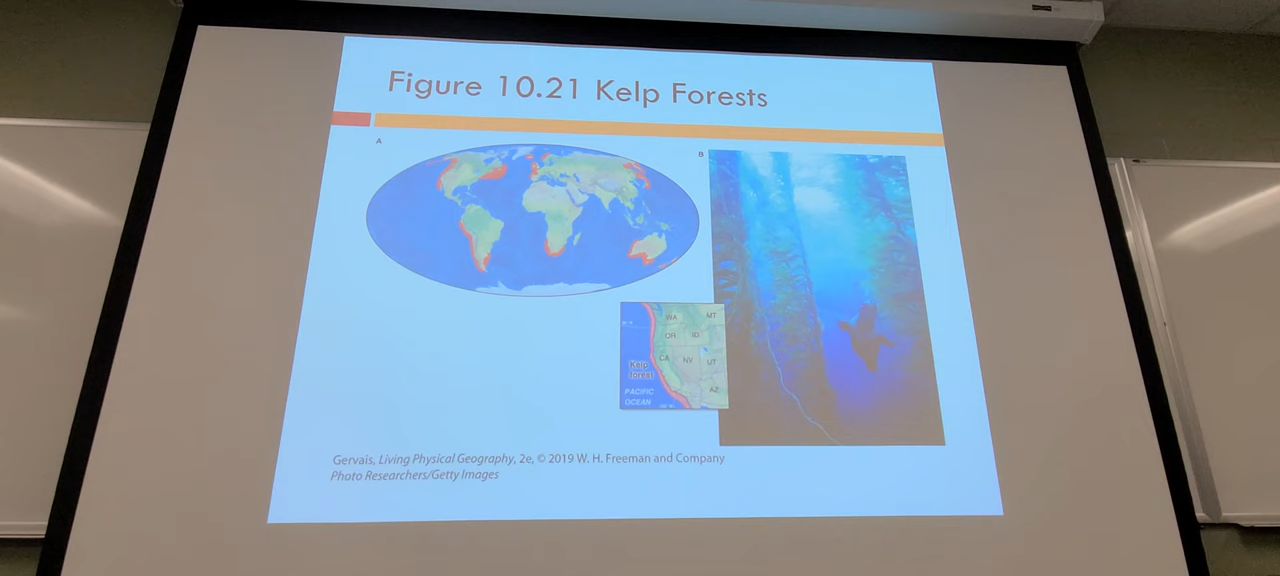 Figure 10.21 Kelp Forests
A
B
WA
MT
OR
ID
CA
NV
UT
AZ
Kelp
forest
PACIFIC
OCEAN
Gervais, Living Physical Geography, 2e, © 2019 W. H. Freeman and Company
Photo Researchers/Getty Images